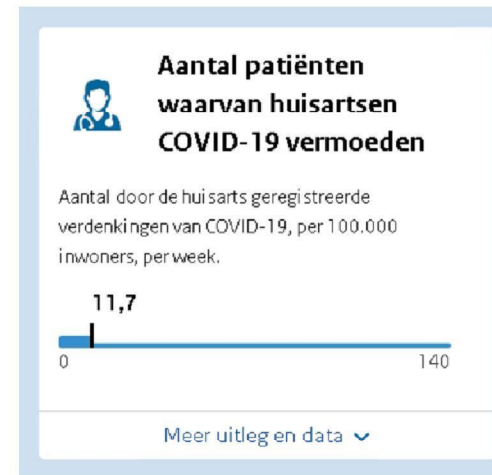 Aantal patiënten
waarvan huisartsen
COVID-19 vermoeden
Aantal door de huisarts geregistreerde
verdenkingen van COVID-19, per 100.000
inwoners, per week.
11,7
0 140
Meer uitleg en data